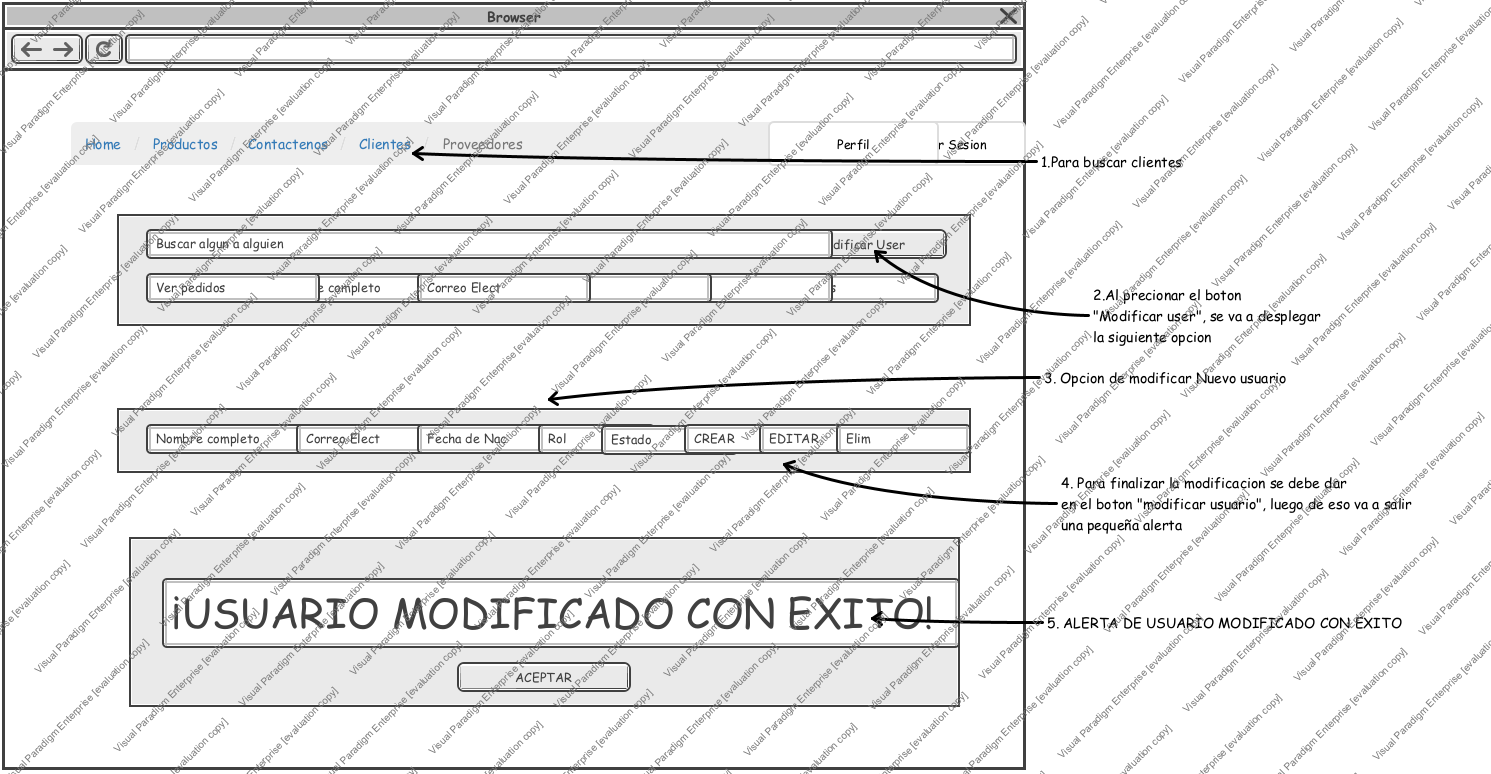 Browser
Home / Productos / Contactenos / Clientes / Proveedores
Perfil
r Sesion
1.Para buscar clientes
Buscar algun a alguien
dificar User
Ver pedidos
e completo
Correo Elect
s
2.Al precionar el boton
"Modificar user", se va a desplegar
la siguiente opcion
3. Opcion de modificar Nuevo usuario
Nombre completo
Correo Elect
Fecha de Nac
Rol
Estado
CREAR
EDITAR
Elim
4. Para finalizar la modificacion se debe dar
en el boton "modificar usuario", luego de eso va a salir
una pequeña alerta
¡USUARIO MODIFICADO CON EXITO!
5. ALERTA DE USUARIO MODIFICADO CON EXITO
ACEPTAR
Visual Paradigm Enterprise [evaluation copy]